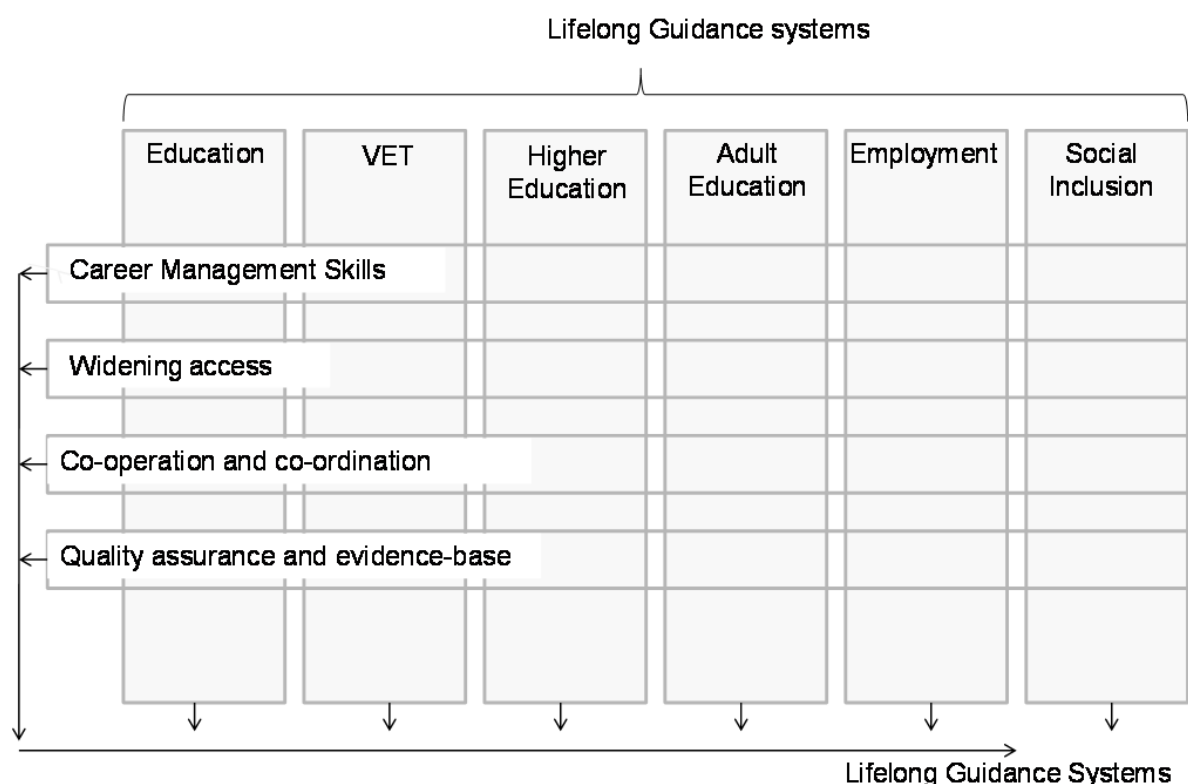 Lifelong Guidance systems
Education
VET
Higher
Education
Adult
Education
Employment
Social
Inclusion
Career Management Skills
Widening access
Co-operation and co-ordination
Quality assurance and evidence-base
Lifelong Guidance Systems